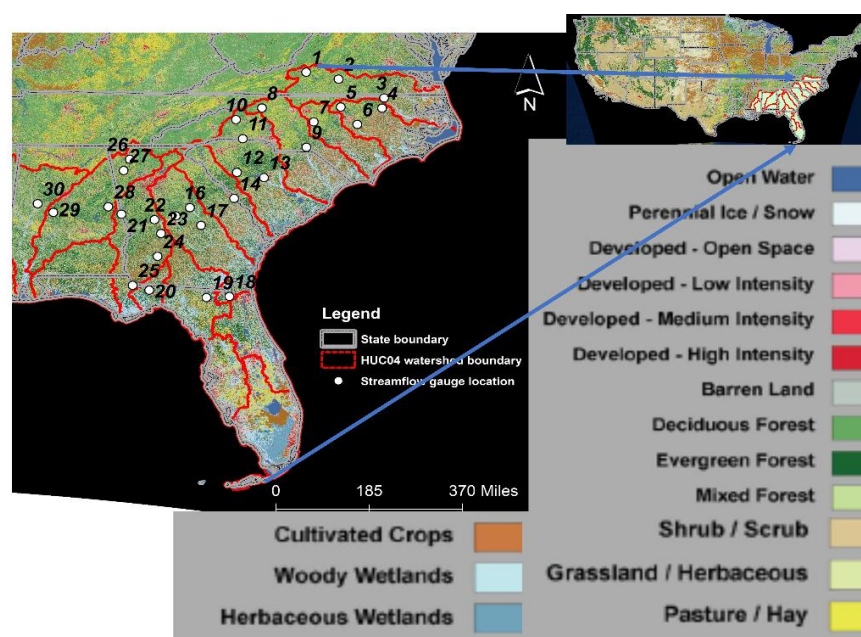 1
2
3
4
5
6
7
8
9
10
11
12
13
14
16
17
18
19
20
21
22
23
24
25
26
27
28
29
30
N
Legend
State boundary
HUC04 watershed boundary
Streamflow gauge location
0 185 370 Miles
Open Water
Perennial Ice / Snow
Developed - Open Space
Developed - Low Intensity
Developed - Medium Intensity
Developed - High Intensity
Barren Land
Deciduous Forest
Evergreen Forest
Mixed Forest
Shrub / Scrub
Grassland / Herbaceous
Pasture / Hay
Cultivated Crops
Woody Wetlands
Herbaceous Wetlands